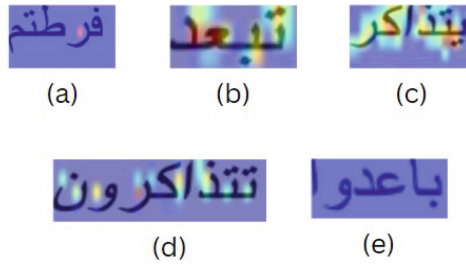 فرطتم تبعد يتذاكر
(a) (b) (c)
تتذاكرون باعدوا
(d) (e)